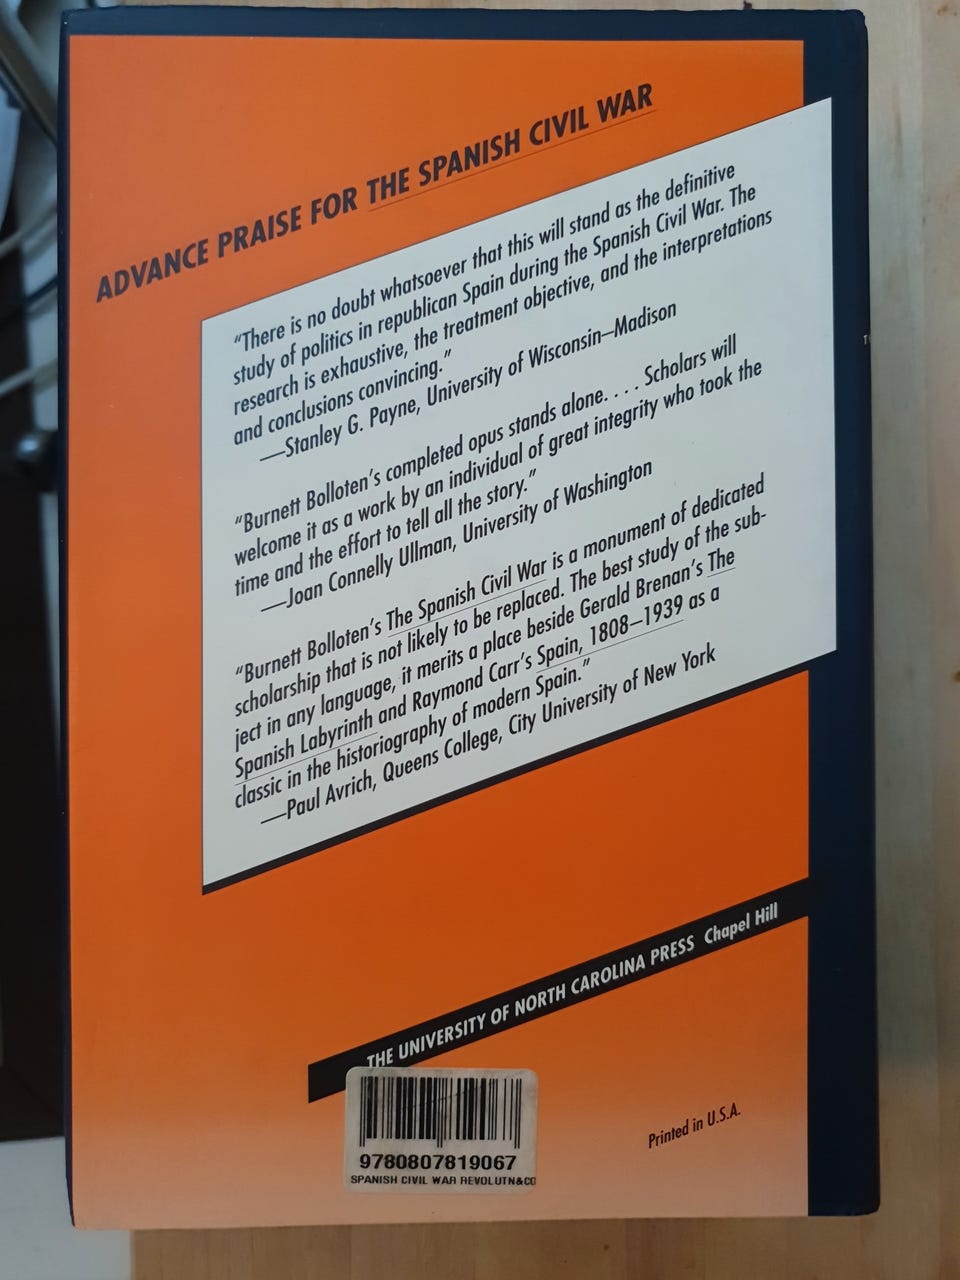 ADVANCE PRAISE FOR THE SPANISH CIVIL WAR
"There is no doubt whatsoever that this will stand as the definitive
study of politics in republican Spain during the Spanish Civil War. The
research is exhaustive, the treatment objective, and the interpretations
and conclusions convincing."
—Stanley G. Payne, University of Wisconsin–Madison
"Burnett Bolloten's completed opus stands alone. . . . Scholars will
welcome it as a work by an individual of great integrity who took the
time and the effort to tell all the story."
—Joan Connelly Ullman, University of Washington
"Burnett Bolloten's The Spanish Civil War is a monument of dedicated
scholarship that is not likely to be replaced. The best study of the sub-
ject in any language, it merits a place beside Gerald Brenan's The
Spanish Labyrinth and Raymond Carr's Spain, 1808–1939 as a
classic in the historiography of modern Spain."
—Paul Avrich, Queens College, City University of New York
THE UNIVERSITY OF NORTH CAROLINA PRESS Chapel Hill
9780807819067
SPANISH CIVIL WAR REVOLUTN&CO
Printed in U.S.A.